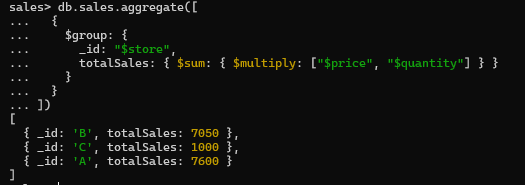 sales> db.sales.aggregate([
...   {
...     $group: {
...       _id: "$store",
...       totalSales: { $sum: { $multiply: ["$price", "$quantity"] } }
...     }
...   }
... ])
[
  { _id: 'B', totalSales: 7050 },
  { _id: 'C', totalSales: 1000 },
  { _id: 'A', totalSales: 7600 }
]